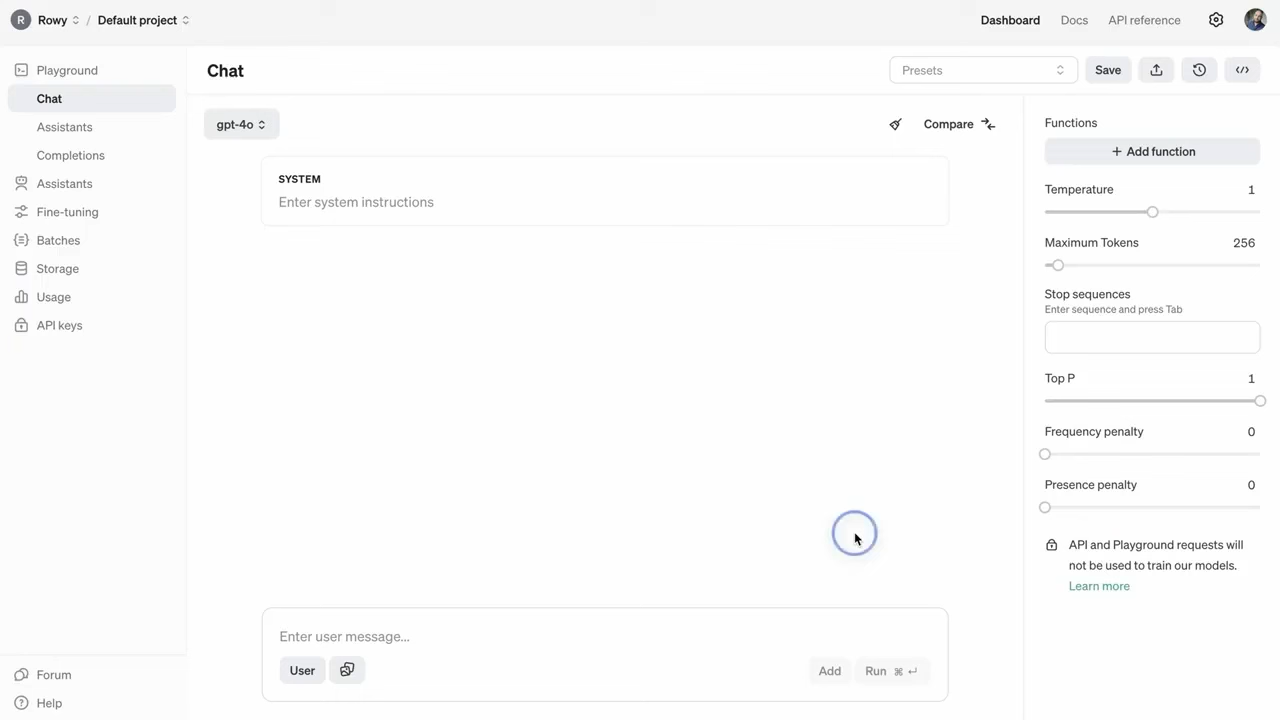 R Rowy / Default project
Dashboard Docs API reference
Playground
Chat
Assistants
Completions
Assistants
Fine-tuning
Batches
Storage
Usage
API keys
Forum
Help
Chat
Presets
Save
gpt-4o
Compare
SYSTEM
Enter system instructions
Enter user message...
User
Add
Run ⌘ ↵
Functions
+ Add function
Temperature 1
Maximum Tokens 256
Stop sequences
Enter sequence and press Tab
Top P 1
Frequency penalty 0
Presence penalty 0
API and Playground requests will
not be used to train our models.
Learn more